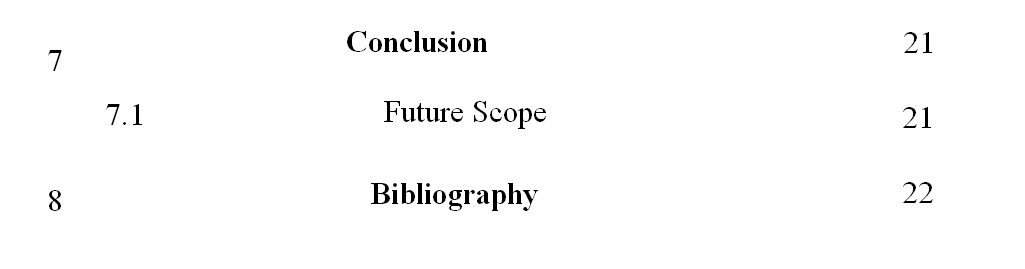 7 Conclusion 21
7.1 Future Scope 21
8 Bibliography 22